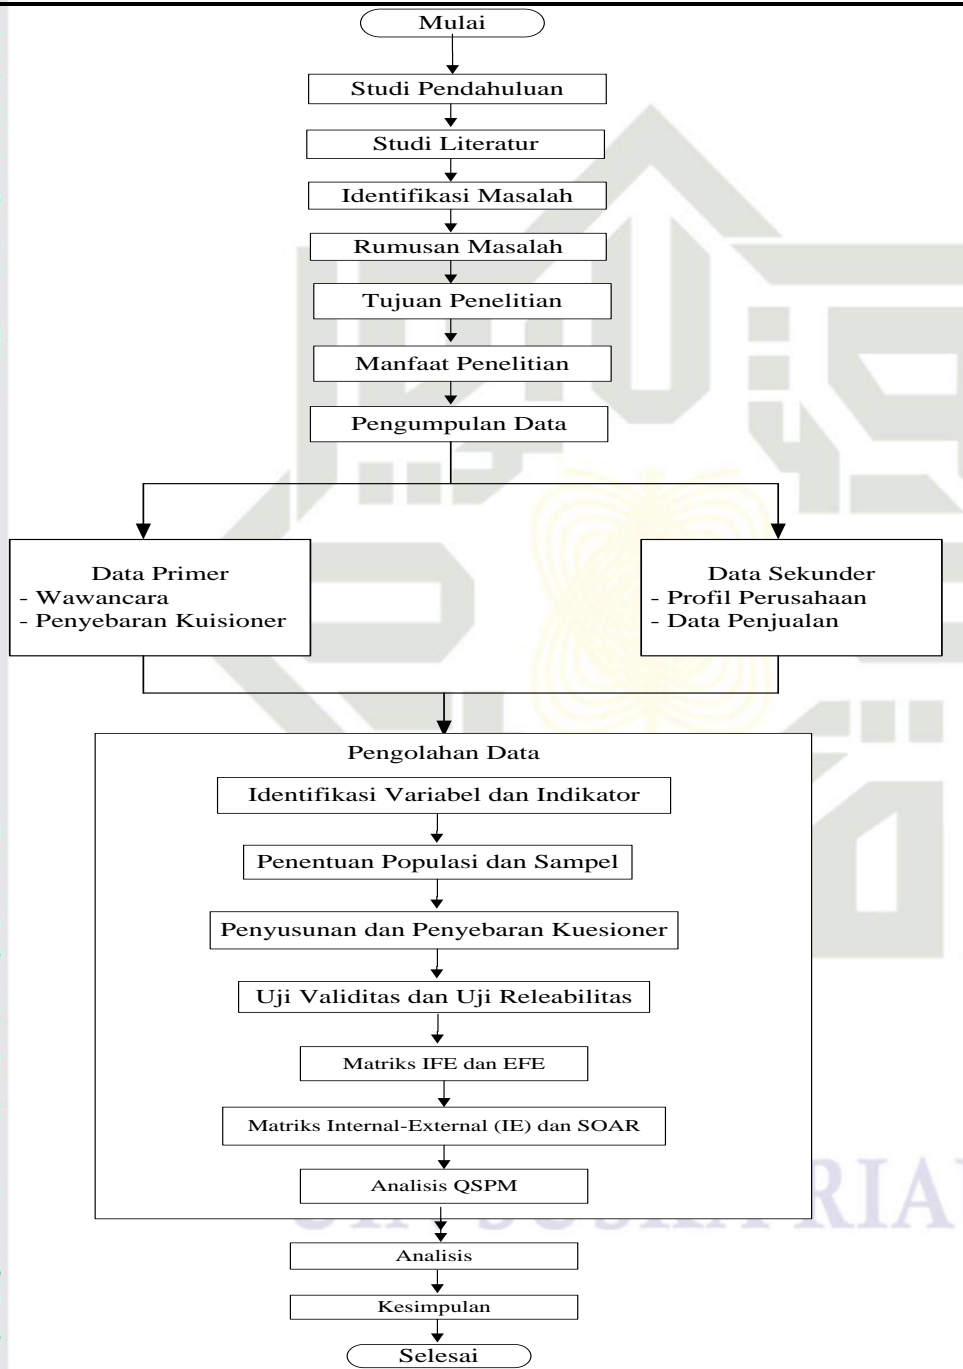 Mulai
Studi Pendahuluan
Studi Literatur
Identifikasi Masalah
Rumusan Masalah
Tujuan Penelitian
Manfaat Penelitian
Pengumpulan Data
Data Primer
- Wawancara
- Penyebaran Kuisioner
Data Sekunder
- Profil Perusahaan
- Data Penjualan
Pengolahan Data
Identifikasi Variabel dan Indikator
Penentuan Populasi dan Sampel
Penyusunan dan Penyebaran Kuesioner
Uji Validitas dan Uji Releabilitas
Matriks IFE dan EFE
Matriks Internal-External (IE) dan SOAR
Analisis QSPM
RIAU
Analisis
Kesimpulan
Selesai